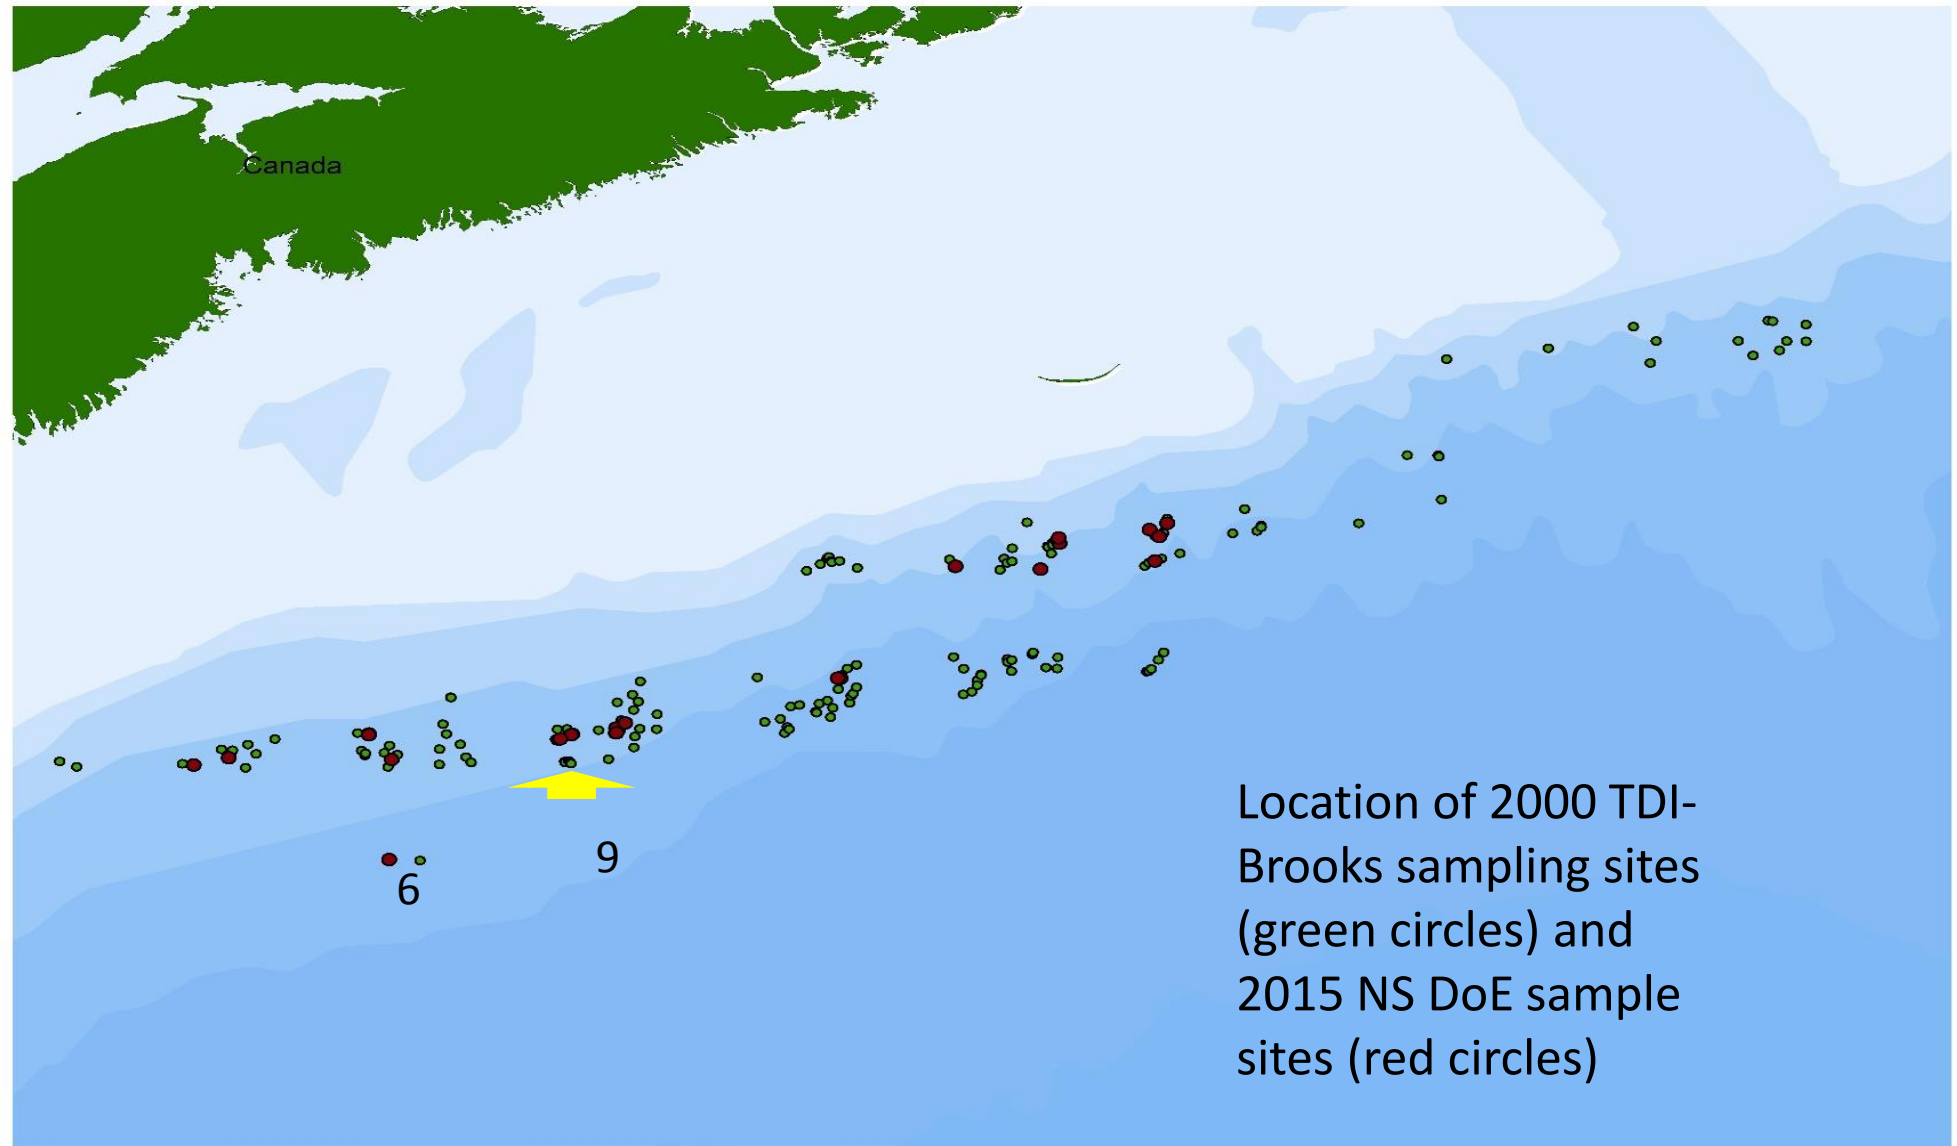 Canada
9
6
Location of 2000 TDI-
Brooks sampling sites
(green circles) and
2015 NS DoE sample
sites (red circles)